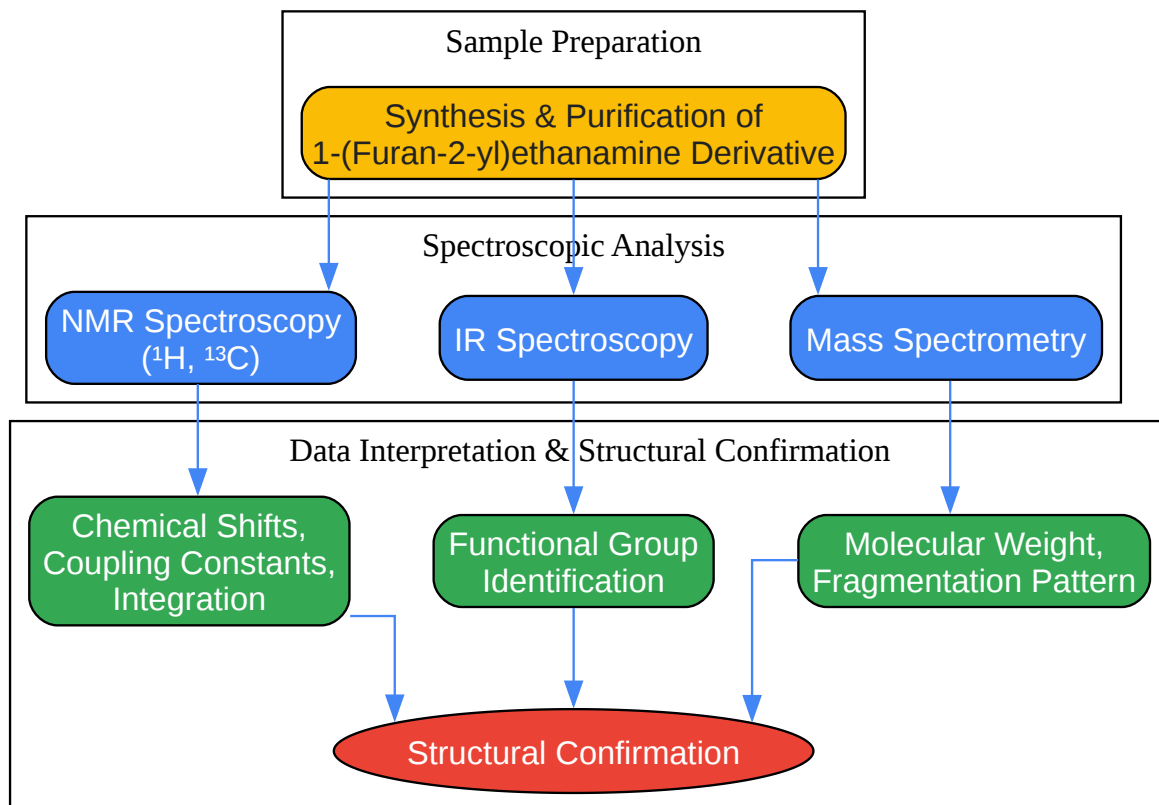 Sample Preparation
Synthesis & Purification of
1-(Furan-2-yl)ethanamine Derivative
Spectroscopic Analysis
NMR Spectroscopy
(¹H, ¹³C)
IR Spectroscopy
Mass Spectrometry
Data Interpretation & Structural Confirmation
Chemical Shifts,
Coupling Constants,
Integration
Functional Group
Identification
Molecular Weight,
Fragmentation Pattern
Structural Confirmation